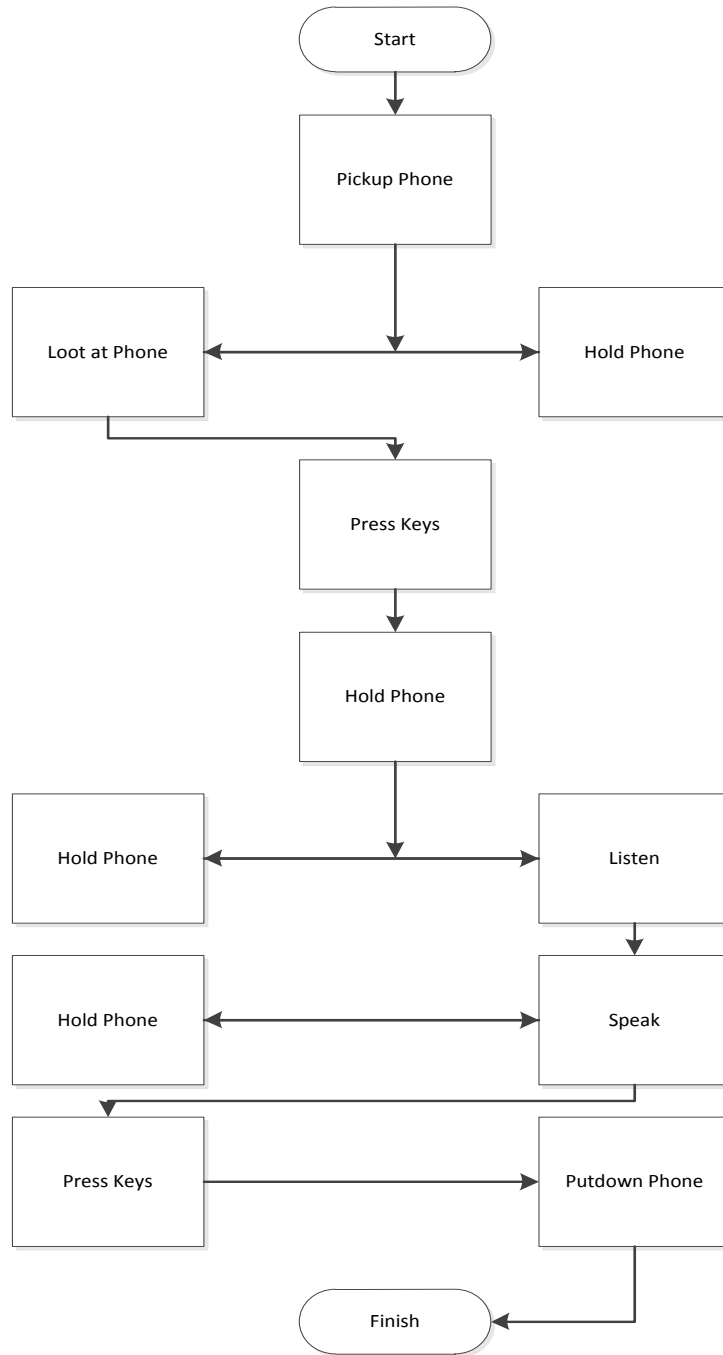 Start
Pickup Phone
Loot at Phone
Hold Phone
Press Keys
Hold Phone
Hold Phone
Listen
Hold Phone
Speak
Press Keys
Putdown Phone
Finish